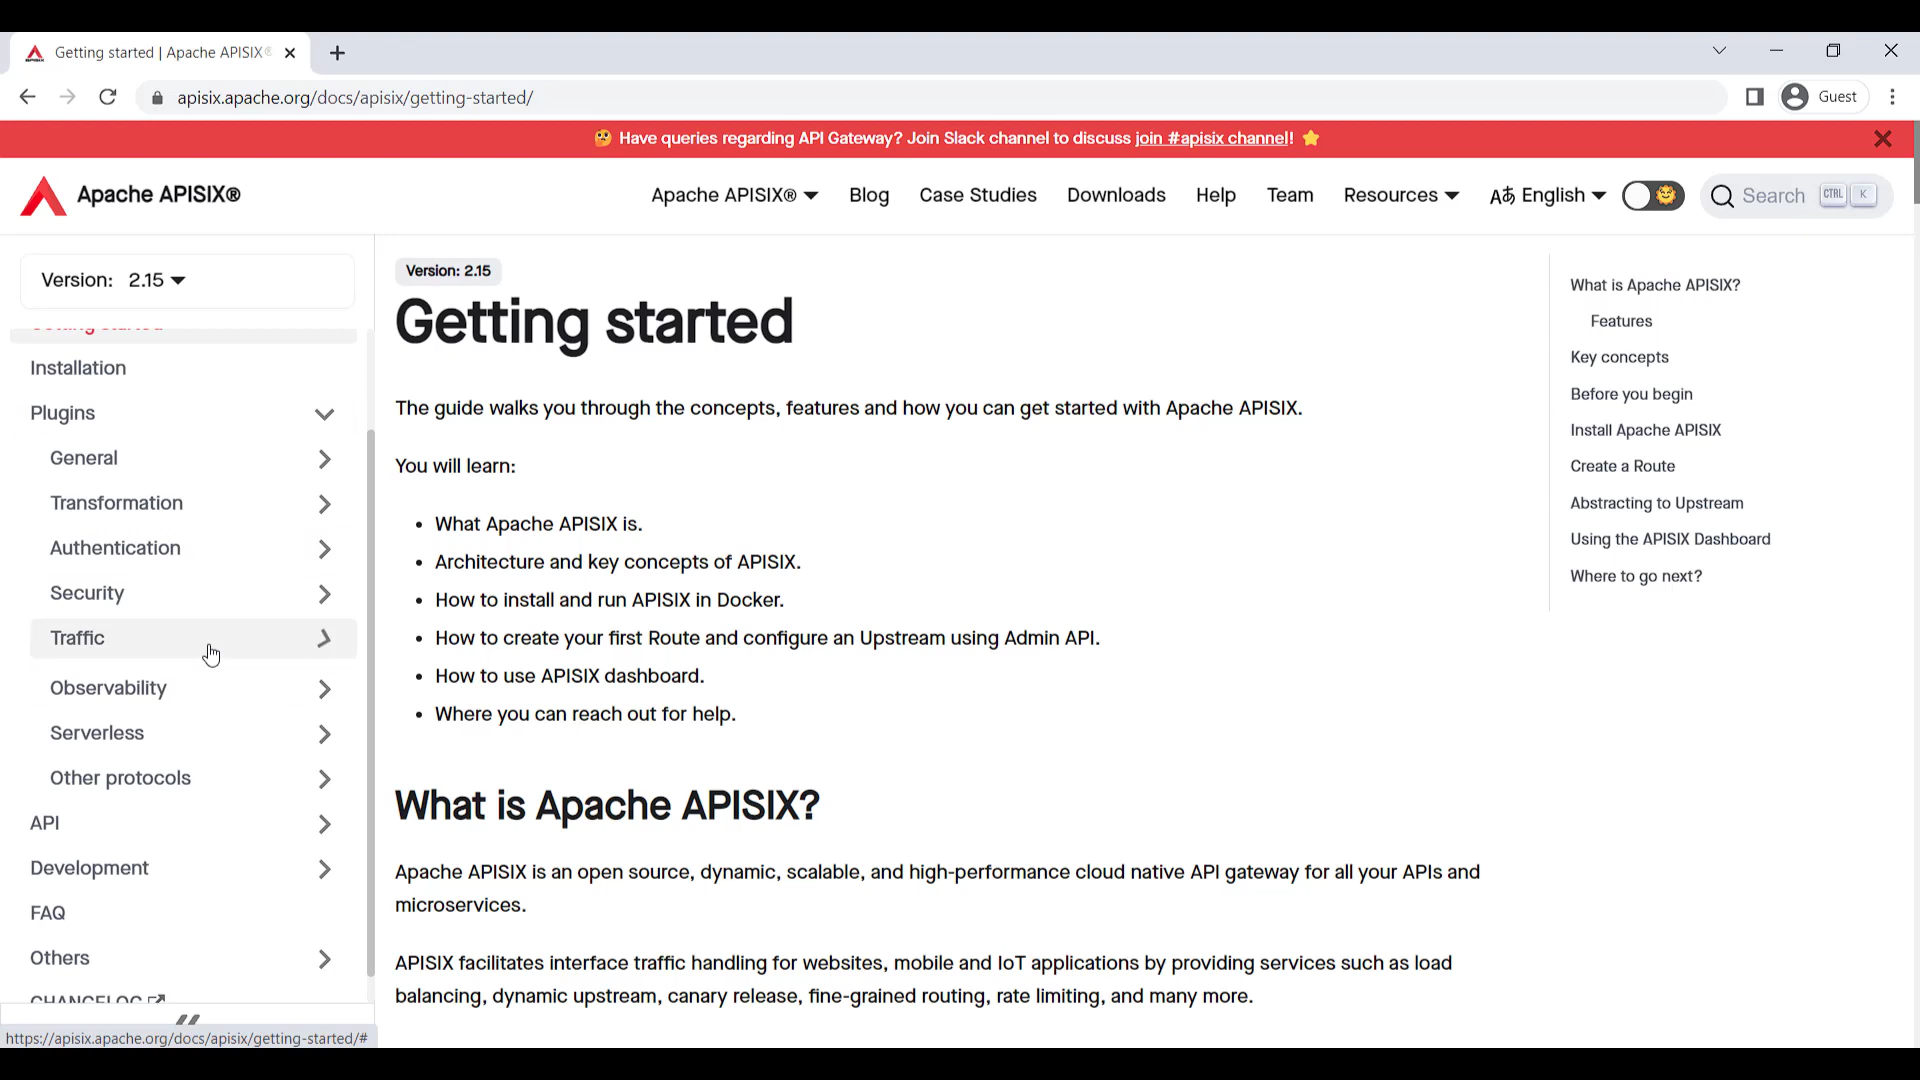 Getting started | Apache APISIX®
apisix.apache.org/docs/apisix/getting-started/
Guest
Have queries regarding API Gateway? Join Slack channel to discuss join #apisix channel!
Apache APISIX®
Apache APISIX®
Blog
Case Studies
Downloads
Help
Team
Resources
Aあ English
Search
CTRL
K
Version: 2.15
Getting started
Installation
Plugins
General
Transformation
Authentication
Security
Traffic
Observability
Serverless
Other protocols
API
Development
FAQ
Others
CHANGELOG
https://apisix.apache.org/docs/apisix/getting-started/#
Version: 2.15
Getting started
The guide walks you through the concepts, features and how you can get started with Apache APISIX.
You will learn:
• What Apache APISIX is.
• Architecture and key concepts of APISIX.
• How to install and run APISIX in Docker.
• How to create your first Route and configure an Upstream using Admin API.
• How to use APISIX dashboard.
• Where you can reach out for help.
What is Apache APISIX?
Apache APISIX is an open source, dynamic, scalable, and high-performance cloud native API gateway for all your APIs and
microservices.
APISIX facilitates interface traffic handling for websites, mobile and IoT applications by providing services such as load
balancing, dynamic upstream, canary release, fine-grained routing, rate limiting, and many more.
What is Apache APISIX?
Features
Key concepts
Before you begin
Install Apache APISIX
Create a Route
Abstracting to Upstream
Using the APISIX Dashboard
Where to go next?